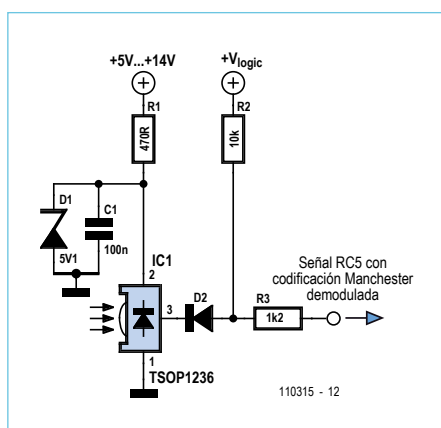 +5V...+14V
+Vlogic
R1
470R
R2
10k
D1
5V1
C1
100n
IC1
2
3
1
D2
R3
1k2
Señal RC5 con
codificación Manchester
demodulada
TSOP1236
110315 - 12